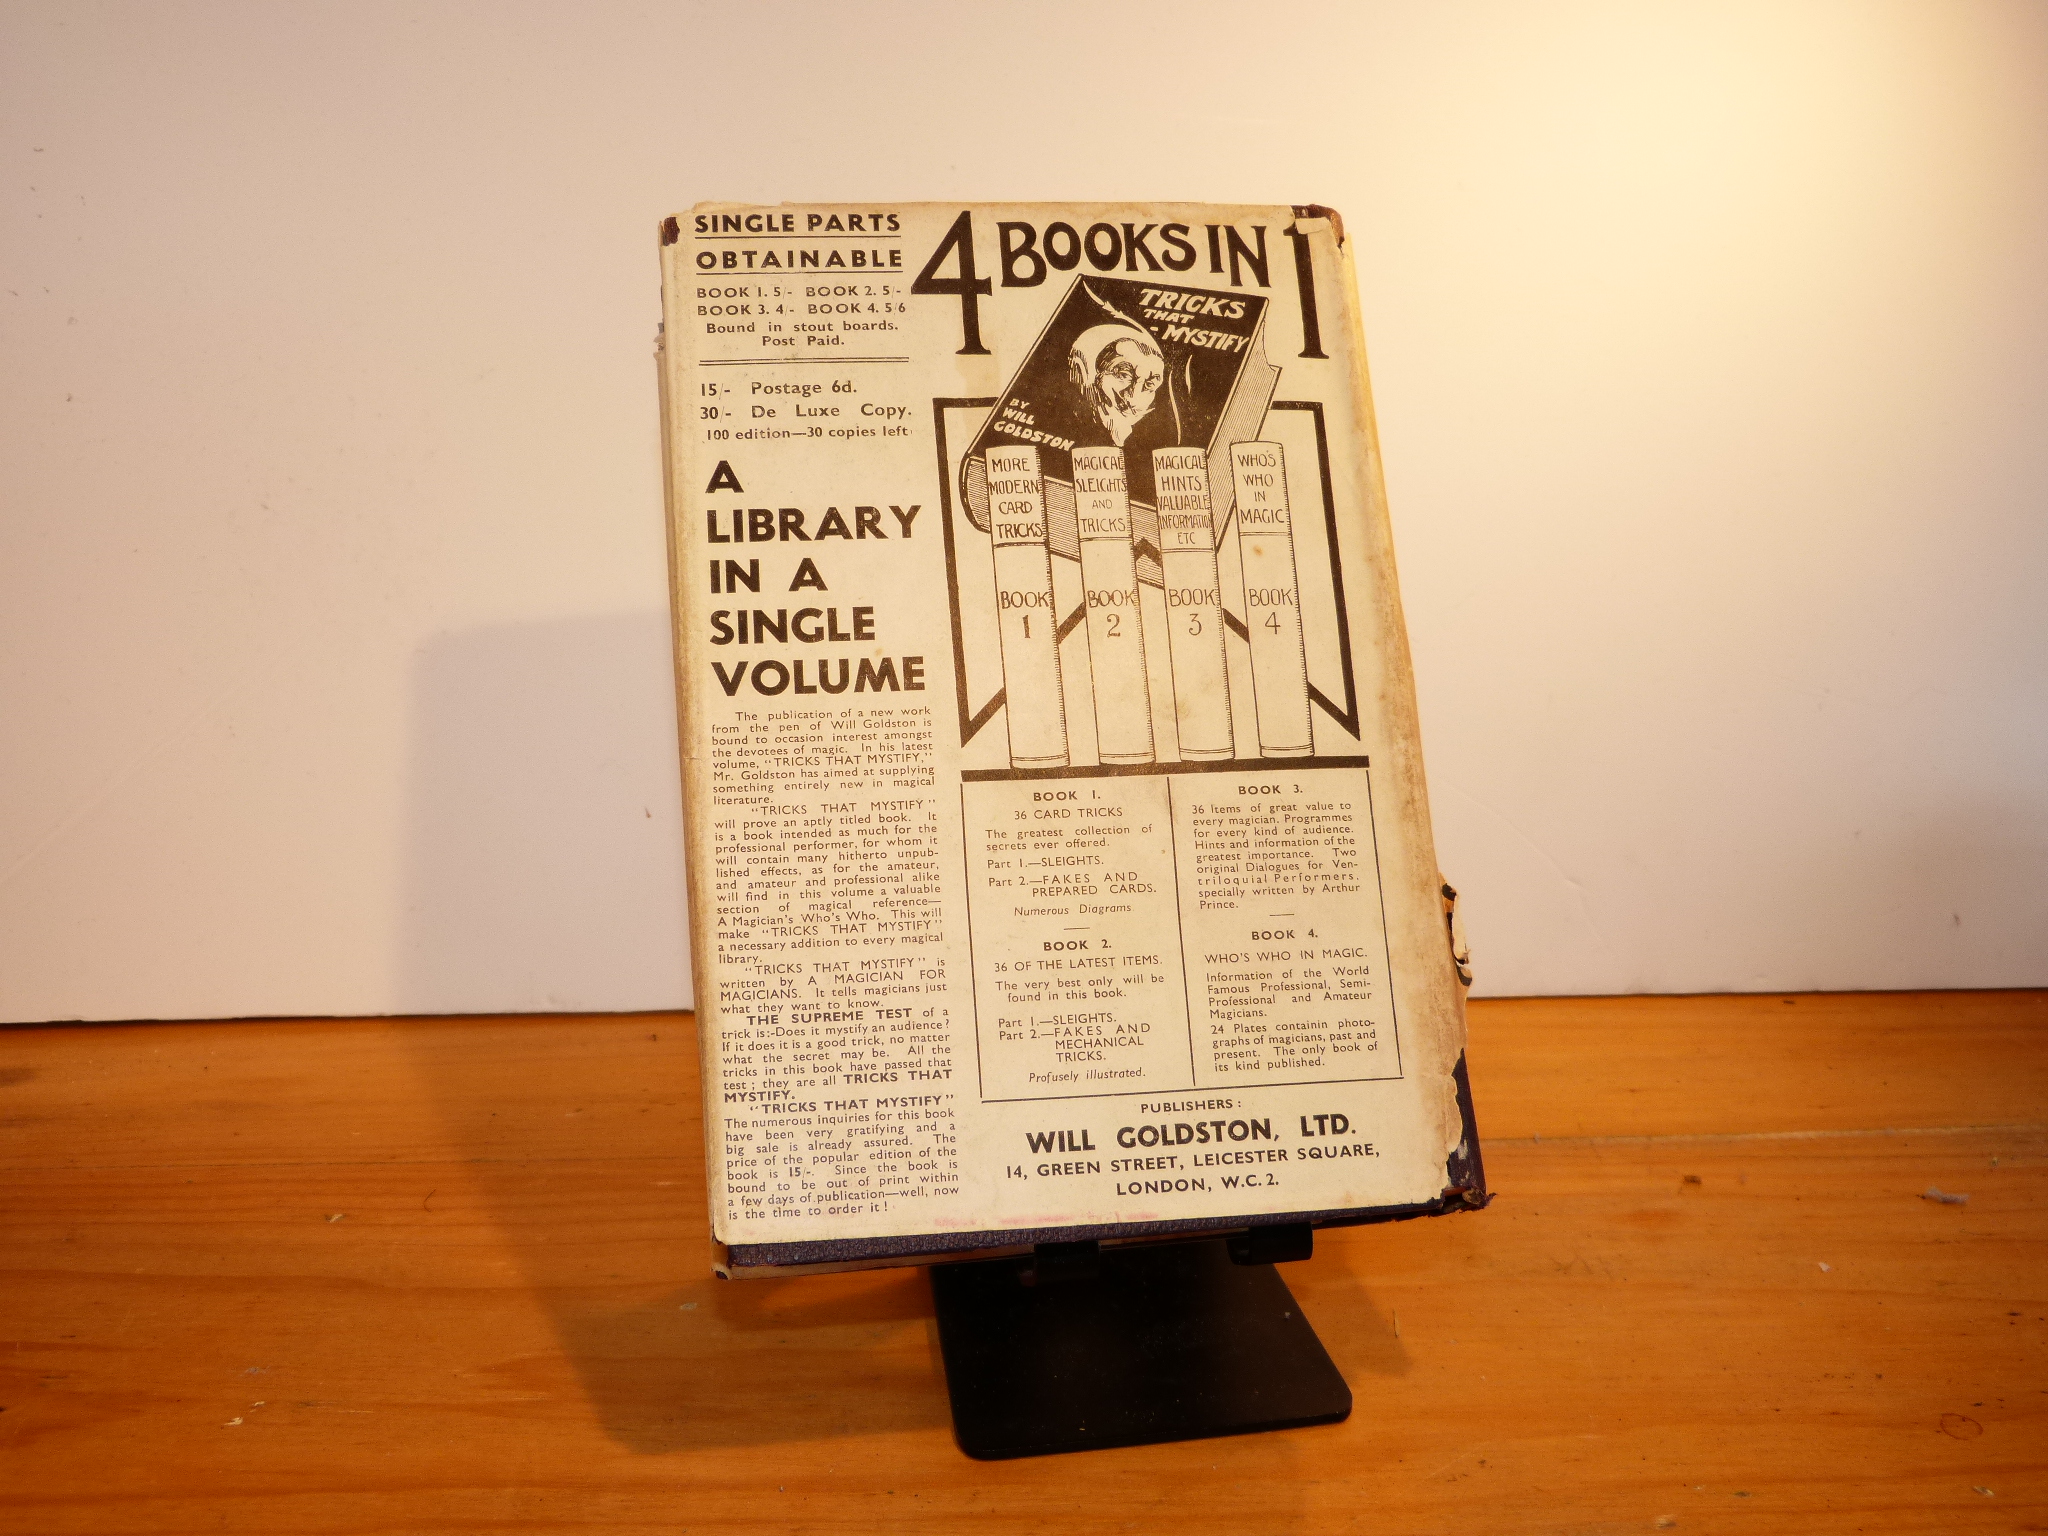 SINGLE PARTS
OBTAINABLE
BOOK 1. 5/- BOOK 2. 5/-
BOOK 3. 4/- BOOK 4. 5/6
Bound in stout boards.
Post Paid.
15/- Postage 6d.
30/- De Luxe Copy.
100 edition—30 copies left
A
LIBRARY
IN A
SINGLE
VOLUME
The publication of a new work
from the pen of Will Goldston is
bound to occasion interest amongst
the devotees of magic. In his latest
volume, "TRICKS THAT MYSTIFY,"
Mr. Goldston has aimed at supplying
something entirely new in magical
literature.
"TRICKS THAT MYSTIFY"
will prove an aptly titled book. It
is a book intended as much for the
professional performer, for whom it
will contain many hitherto unpub-
lished effects, as for the amateur,
and amateur and professional alike
will find in this volume a valuable
section of magical reference—
A Magician's Who's Who. This will
make "TRICKS THAT MYSTIFY"
a necessary addition to every magical
library.
"TRICKS THAT MYSTIFY" is
written by A MAGICIAN FOR
MAGICIANS. It tells magicians just
what they want to know.
THE SUPREME TEST of a
trick is:-Does it mystify an audience?
If it does it is a good trick, no matter
what the secret may be. All the
tricks in this book have passed that
test; they are all TRICKS THAT
MYSTIFY.
"TRICKS THAT MYSTIFY"
The numerous inquiries for this book
have been very gratifying and a
big sale is already assured. The
price of the popular edition of the
book is 15/-. Since the book is
bound to be out of print within
a few days of publication—well, now
is the time to order it!
4 BOOKS IN 1
TRICKS
THAT
- MYSTIFY
BY
WILL
GOLDSTON
MORE
MODERN
CARD
TRICKS
BOOK
1
MAGICAL
SLEIGHTS
AND
TRICKS
BOOK
2
MAGICAL
HINTS
VALUABLE
INFORMATION
ETC
BOOK
3
WHO'S
WHO
IN
MAGIC
BOOK
4
BOOK 1.
36 CARD TRICKS
The greatest collection of
secrets ever offered.
Part 1.—SLEIGHTS.
Part 2.—FAKES AND
PREPARED CARDS.
Numerous Diagrams
BOOK 2.
36 OF THE LATEST ITEMS.
The very best only will be
found in this book.
Part 1.—SLEIGHTS.
Part 2.—FAKES AND
MECHANICAL
TRICKS.
Profusely illustrated.
BOOK 3.
36 Items of great value to
every magician. Programmes
for every kind of audience.
Hints and information of the
greatest importance. Two
original Dialogues for Ven-
triloquial Performers,
specially written by Arthur
Prince.
BOOK 4.
WHO'S WHO IN MAGIC.
Information of the World
Famous Professional, Semi-
Professional and Amateur
Magicians.
24 Plates containin photo-
graphs of magicians, past and
present. The only book of
its kind published.
PUBLISHERS:
WILL GOLDSTON, LTD.
14, GREEN STREET, LEICESTER SQUARE,
LONDON, W.C. 2.